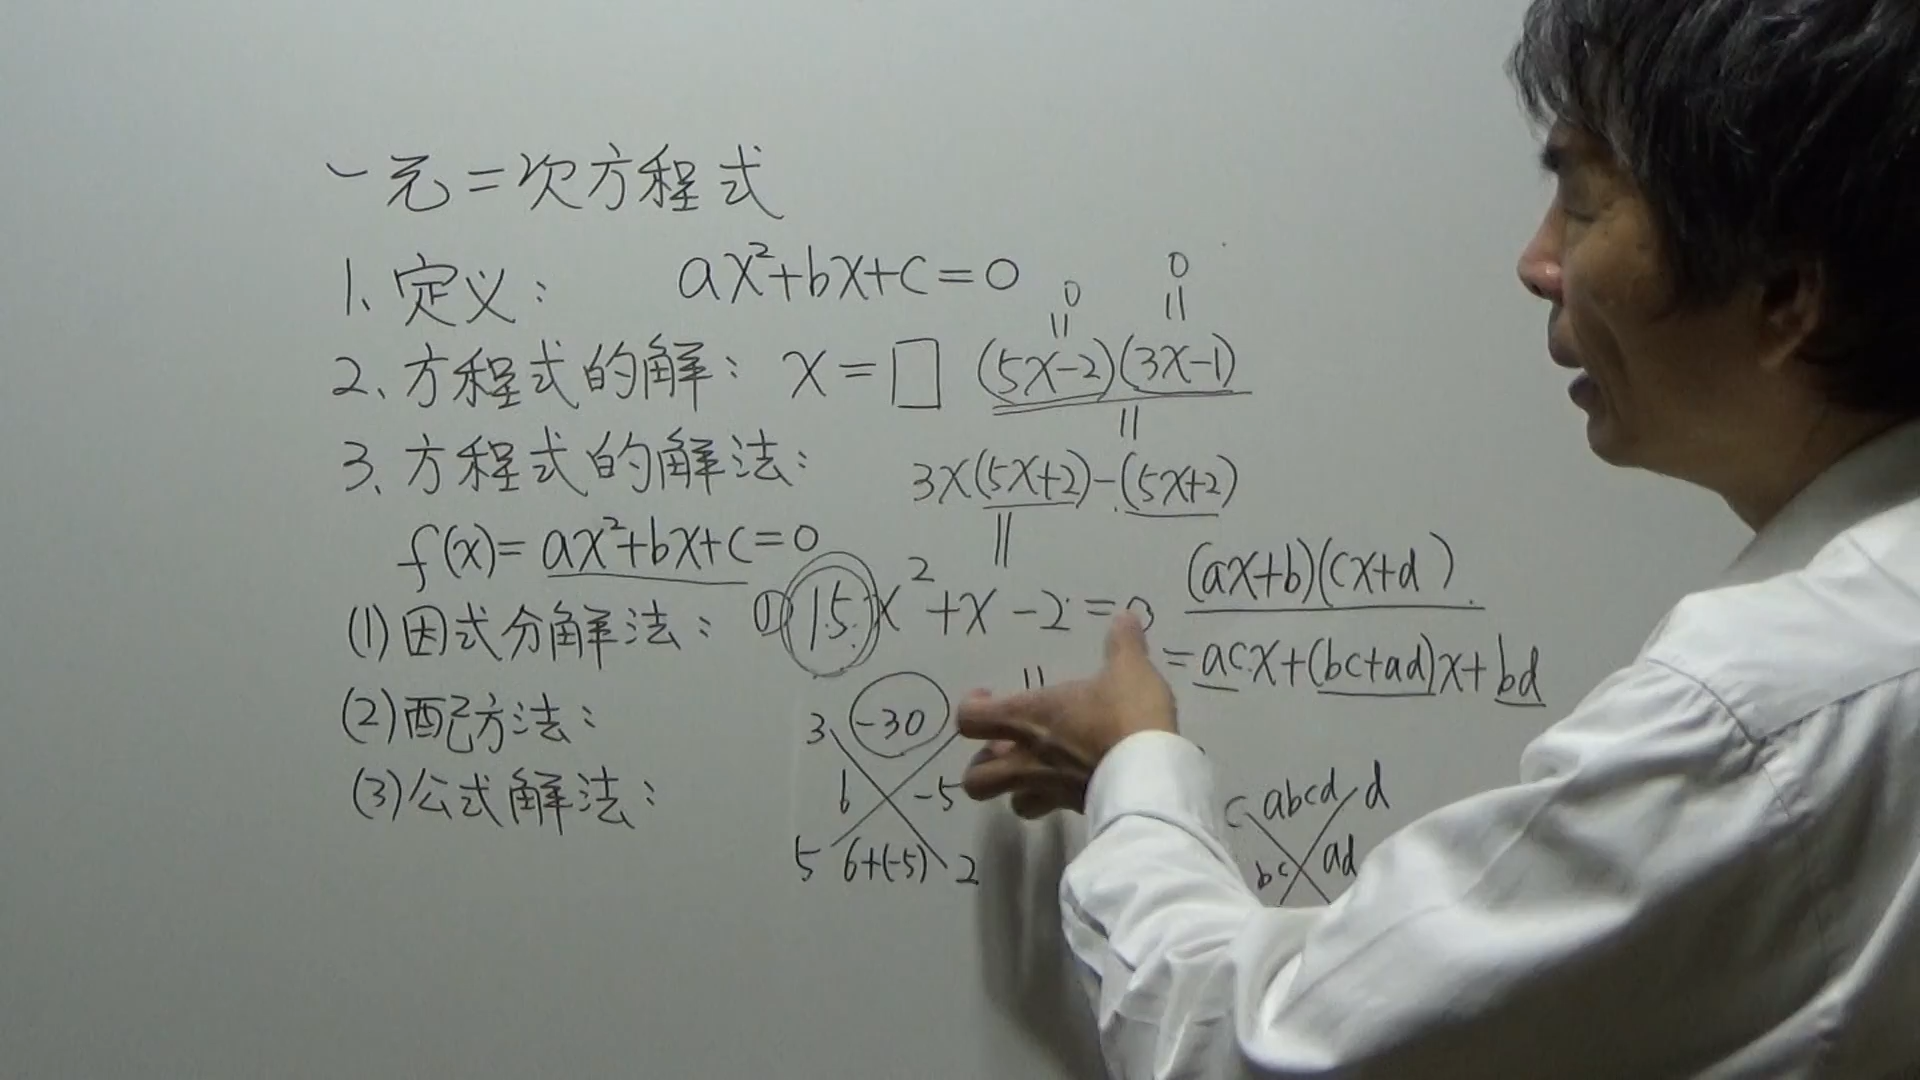 一元二次方程式
1、定义： ax²+bx+c=0
0 0
|| ||
2、方程式的解： x=□ (5x-2)(3x-1)
||
3、方程式的解法： 3x(5x+2)-(5x+2)
||
f(x)=ax²+bx+c=0
(ax+b)(cx+d)
(1)因式分解法： ① 15x²+x-2=0
=acx+(bc+ad)x+bd
||
(2)配方法： 3 -30
6 -5
c abcd d
(3)公式解法：
bc ad
5 6+(-5) 2